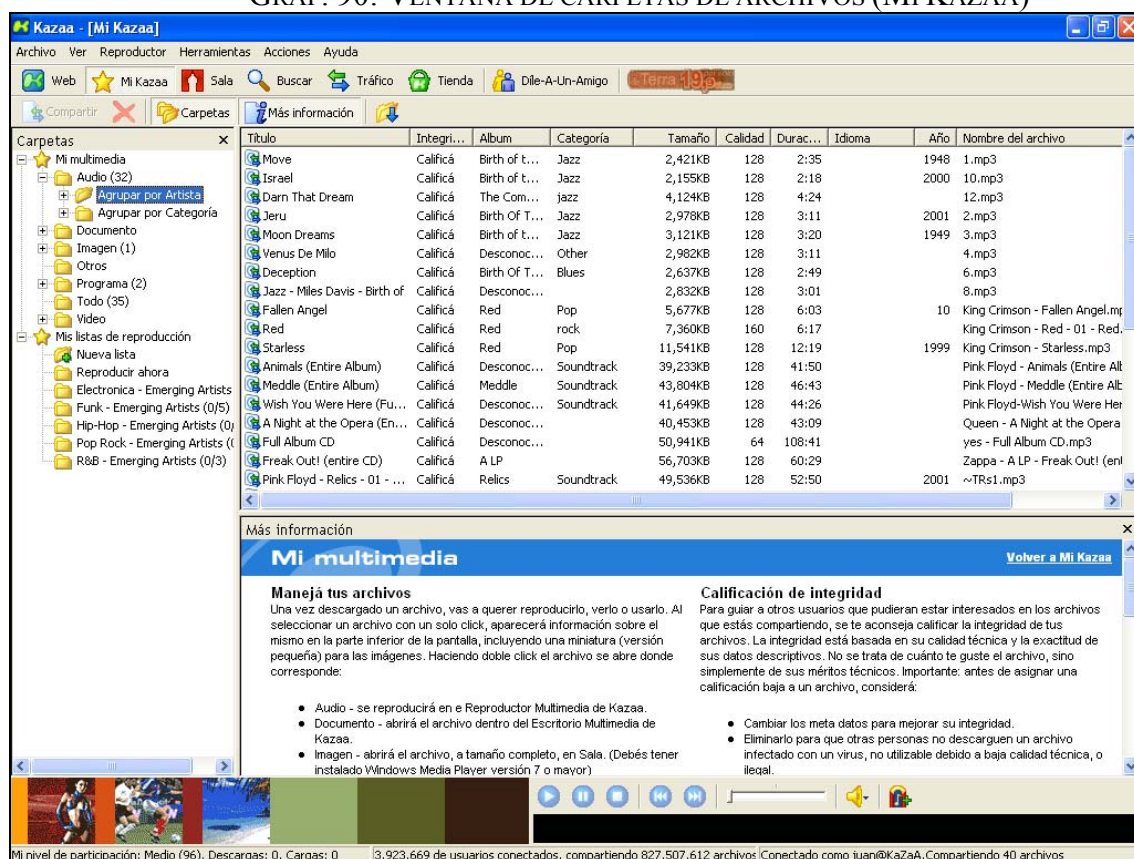 GRAF. 90: VENTANA DE CARPETAS DE ARCHIVOS (MI KAZAA)
Kazaa - [Mi Kazaa]
Archivo Ver Reproductor Herramientas Acciones Ayuda
Web Mi Kazaa Sala Buscar Tráfico Tienda Díle-A-Un-Amigo Terra
Compartir Carpetas Más información
Carpetas
Mi multimedia
Audio (32)
Agrupar por Artista
Agrupar por Categoría
Documento
Imagen (1)
Otros
Programa (2)
Todo (35)
Video
Mis listas de reproducción
Nueva lista
Reproducir ahora
Electronica - Emerging Artists
Funk - Emerging Artists (0/5)
Hip-Hop - Emerging Artists (0/
Pop Rock - Emerging Artists (
R&B - Emerging Artists (0/3)
Título Integri... Album Categoría Tamaño Calidad Durac... Idioma Año Nombre del archivo
Move Calificá Birth of t... Jazz 2,421KB 128 2:35 1948 1.mp3
Israel Calificá Birth of t... Jazz 2,155KB 128 2:18 2000 10.mp3
Darn That Dream Calificá The Com... jazz 4,124KB 128 4:24 12.mp3
Jeru Calificá Birth Of T... Jazz 2,978KB 128 3:11 2001 2.mp3
Moon Dreams Calificá Birth of t... Jazz 3,121KB 128 3:20 1949 3.mp3
Venus De Milo Calificá Desconoc... Other 2,982KB 128 3:11 4.mp3
Deception Calificá Birth Of T... Blues 2,637KB 128 2:49 6.mp3
Jazz - Miles Davis - Birth of Calificá Desconoc... 2,832KB 128 3:01 8.mp3
Fallen Angel Calificá Red Pop 5,677KB 128 6:03 10 King Crimson - Fallen Angel.mp
Red Calificá Red rock 7,360KB 160 6:17 King Crimson - Red - 01 - Red.
Starless Calificá Red Pop 11,541KB 128 12:19 1999 King Crimson - Starless.mp3
Animals (Entire Album) Calificá Desconoc... Soundtrack 39,233KB 128 41:50 Pink Floyd - Animals (Entire Alb
Meddle (Entire Album) Calificá Meddle Soundtrack 43,804KB 128 46:43 Pink Floyd - Meddle (Entire Alb
Wish You Were Here (Fu... Calificá Desconoc... Soundtrack 41,649KB 128 44:26 Pink Floyd-Wish You Were Her
A Night at the Opera (En... Calificá Desconoc... 40,453KB 128 43:09 Queen - A Night at the Opera
Full Album CD Calificá Desconoc... 50,941KB 64 108:41 yes - Full Album CD.mp3
Freak Out! (entire CD) Calificá A LP 56,703KB 128 60:29 Zappa - A LP - Freak Out! (en
Pink Floyd - Relics - 01 - ... Calificá Relics Soundtrack 49,536KB 128 52:50 2001 ~TRs1.mp3
Más información
Mi multimedia Volver a Mi Kazaa
Manejá tus archivos
Una vez descargado un archivo, vas a querer reproducirlo, verlo o usarlo. Al
seleccionar un archivo con un solo click, aparecerá información sobre el
mismo en la parte inferior de la pantalla, incluyendo una miniatura (versión
pequeña) para las imágenes. Haciendo doble click el archivo se abre donde
corresponde:
Audio - se reproducirá en e Reproductor Multimedia de Kazaa.
Documento - abrirá el archivo dentro del Escritorio Multimedia de
Kazaa.
Imagen - abrirá el archivo, a tamaño completo, en Sala. (Debés tener
instalado Windows Media Player versión 7 o mayor)
Calificación de integridad
Para guiar a otros usuarios que pudieran estar interesados en los archivos
que estás compartiendo, se te aconseja calificar la integridad de tus
archivos. La integridad está basada en su calidad técnica y la exactitud de
sus datos descriptivos. No se trata de cuánto te guste el archivo, sino
simplemente de sus méritos técnicos. Importante: antes de asignar una
calificación baja a un archivo, considerá:
Cambiar los meta datos para mejorar su integridad.
Eliminarlo para que otras personas no descarguen un archivo
infectado con un virus, no utilizable debido a baja calidad técnica, o
ilegal.
Mi nivel de participación: Medio (96), Descargas: 0, Cargas: 0 3,923,669 de usuarios conectados, compartiendo 827,507,612 archivos Conectado como juan@KaZaA,Compartiendo 40 archivos